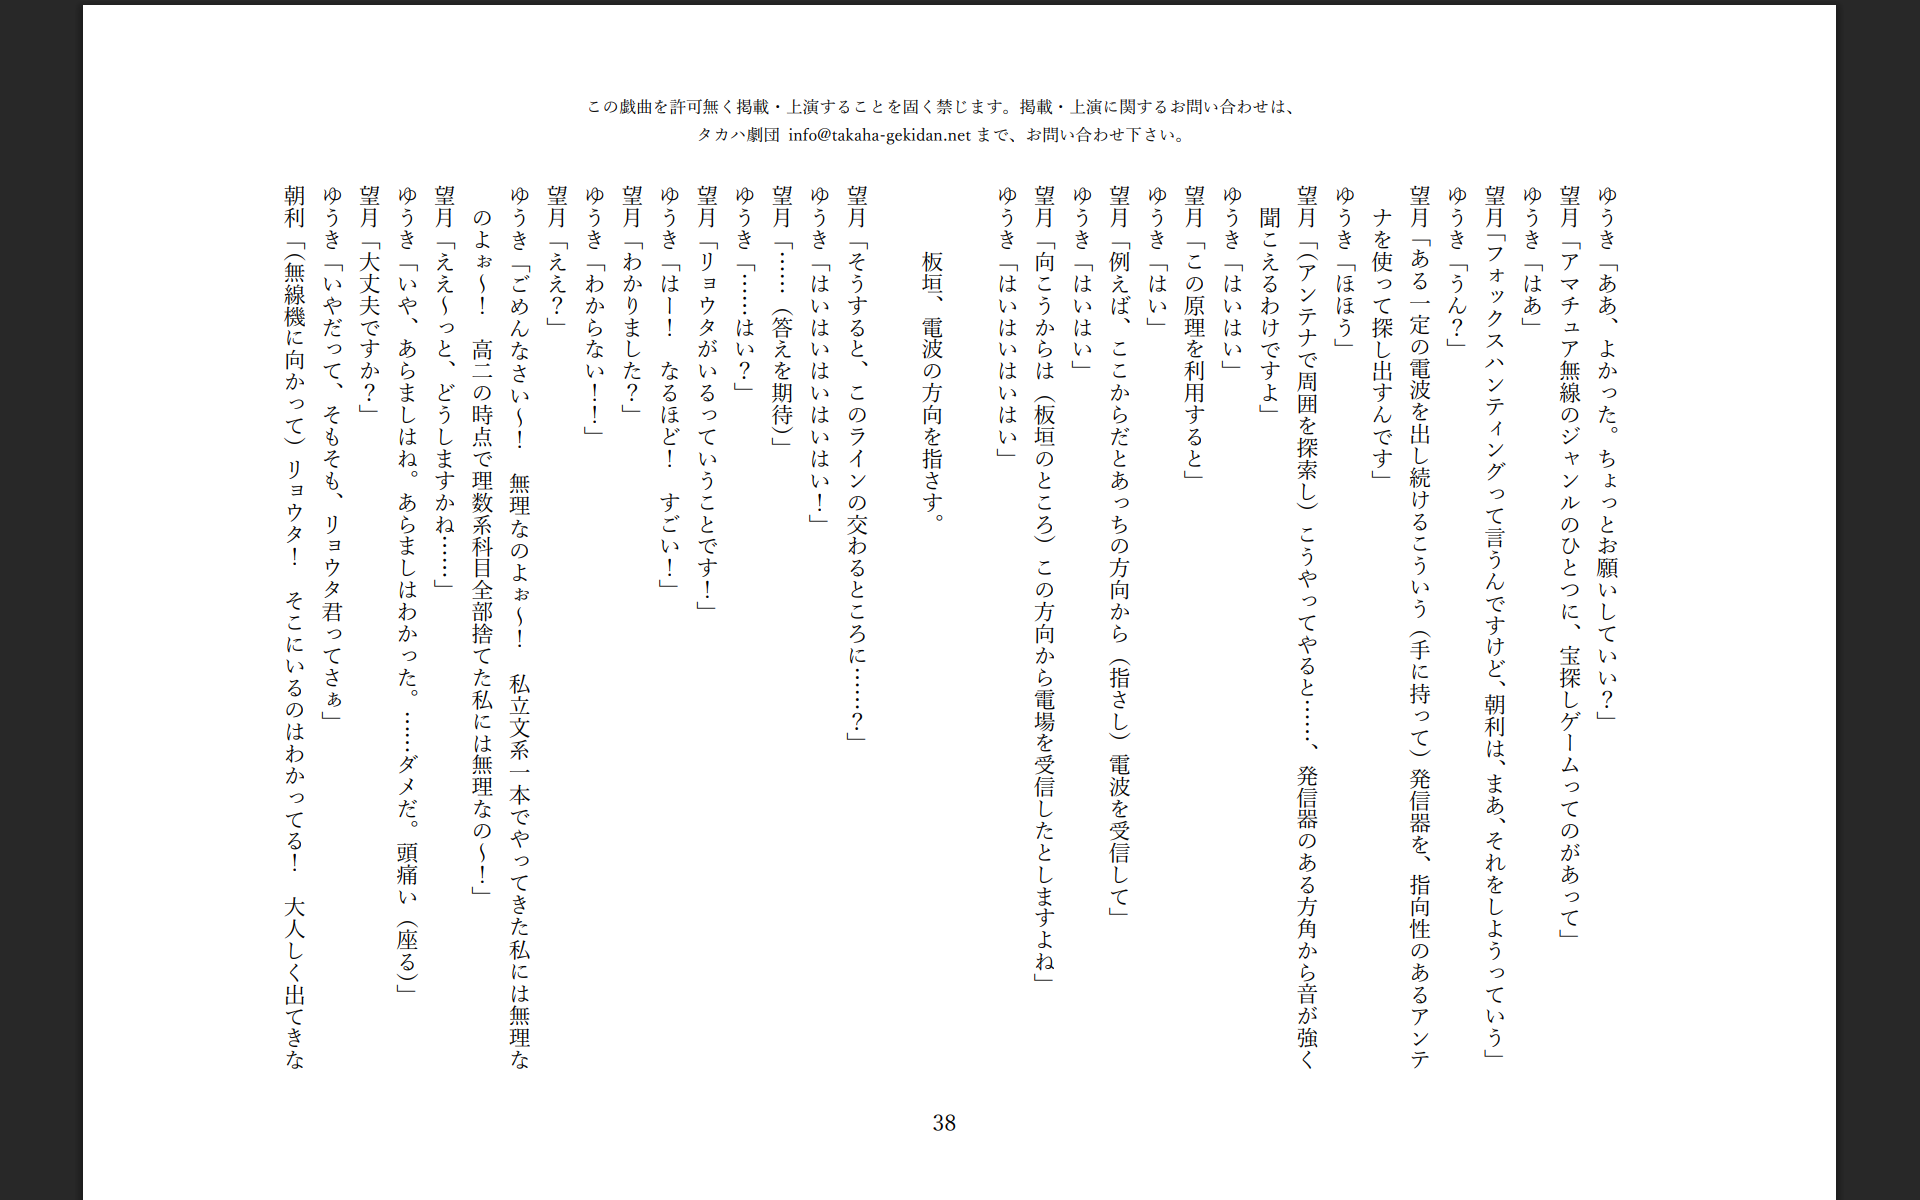 この戯曲を許可無く掲載・上演することを固く禁じます。掲載・上演に関するお問い合わせは、
タカハ劇団 info@takaha-gekidan.net まで、お問い合わせ下さい。
ゆうき「ああ、よかった。ちょっとお願いしていい？」
望月「アマチュア無線のジャンルのひとつに、宝探しゲームってのがあって」
ゆうき「はあ」
望月「フォックスハンティングって言うんですけど、朝利は、まあ、それをしようっていう」
ゆうき「うん？」
望月「ある一定の電波を出し続けるこういう（手に持って）発信器を、指向性のあるアンテ
ナを使って探し出すんです」
ゆうき「ほほう」
望月「（アンテナで周囲を探索し）こうやってやると……、発信器のある方角から音が強く
聞こえるわけですよ」
ゆうき「はいはい」
望月「この原理を利用すると」
ゆうき「はい」
望月「例えば、ここからだとあっちの方向から（指さし）電波を受信して」
ゆうき「はいはい」
望月「向こうからは（板垣のところ）この方向から電場を受信したとしますよね」
ゆうき「はいはいはいはい」
板垣、電波の方向を指さす。
望月「そうすると、このラインの交わるところに……？」
ゆうき「はいはいはいはいはい！」
望月「……（答えを期待）」
ゆうき「……はい？」
望月「リョウタがいるっていうことです！」
ゆうき「はー！　なるほど！　すごい！」
望月「わかりました？」
ゆうき「わからない！！」
望月「ええ？」
ゆうき「ごめんなさい～！　無理なのよぉ～！　私立文系一本でやってきた私には無理な
のよぉ～！　高二の時点で理数系科目全部捨てた私には無理なの～！」
望月「ええ～っと、どうしますかね……」
ゆうき「いや、あらましはね。あらましはわかった。……ダメだ。頭痛い（座る）」
望月「大丈夫ですか？」
ゆうき「いやだって、そもそも、リョウタ君ってさぁ」
朝利「（無線機に向かって）リョウタ！　そこにいるのはわかってる！　大人しく出てきな
38